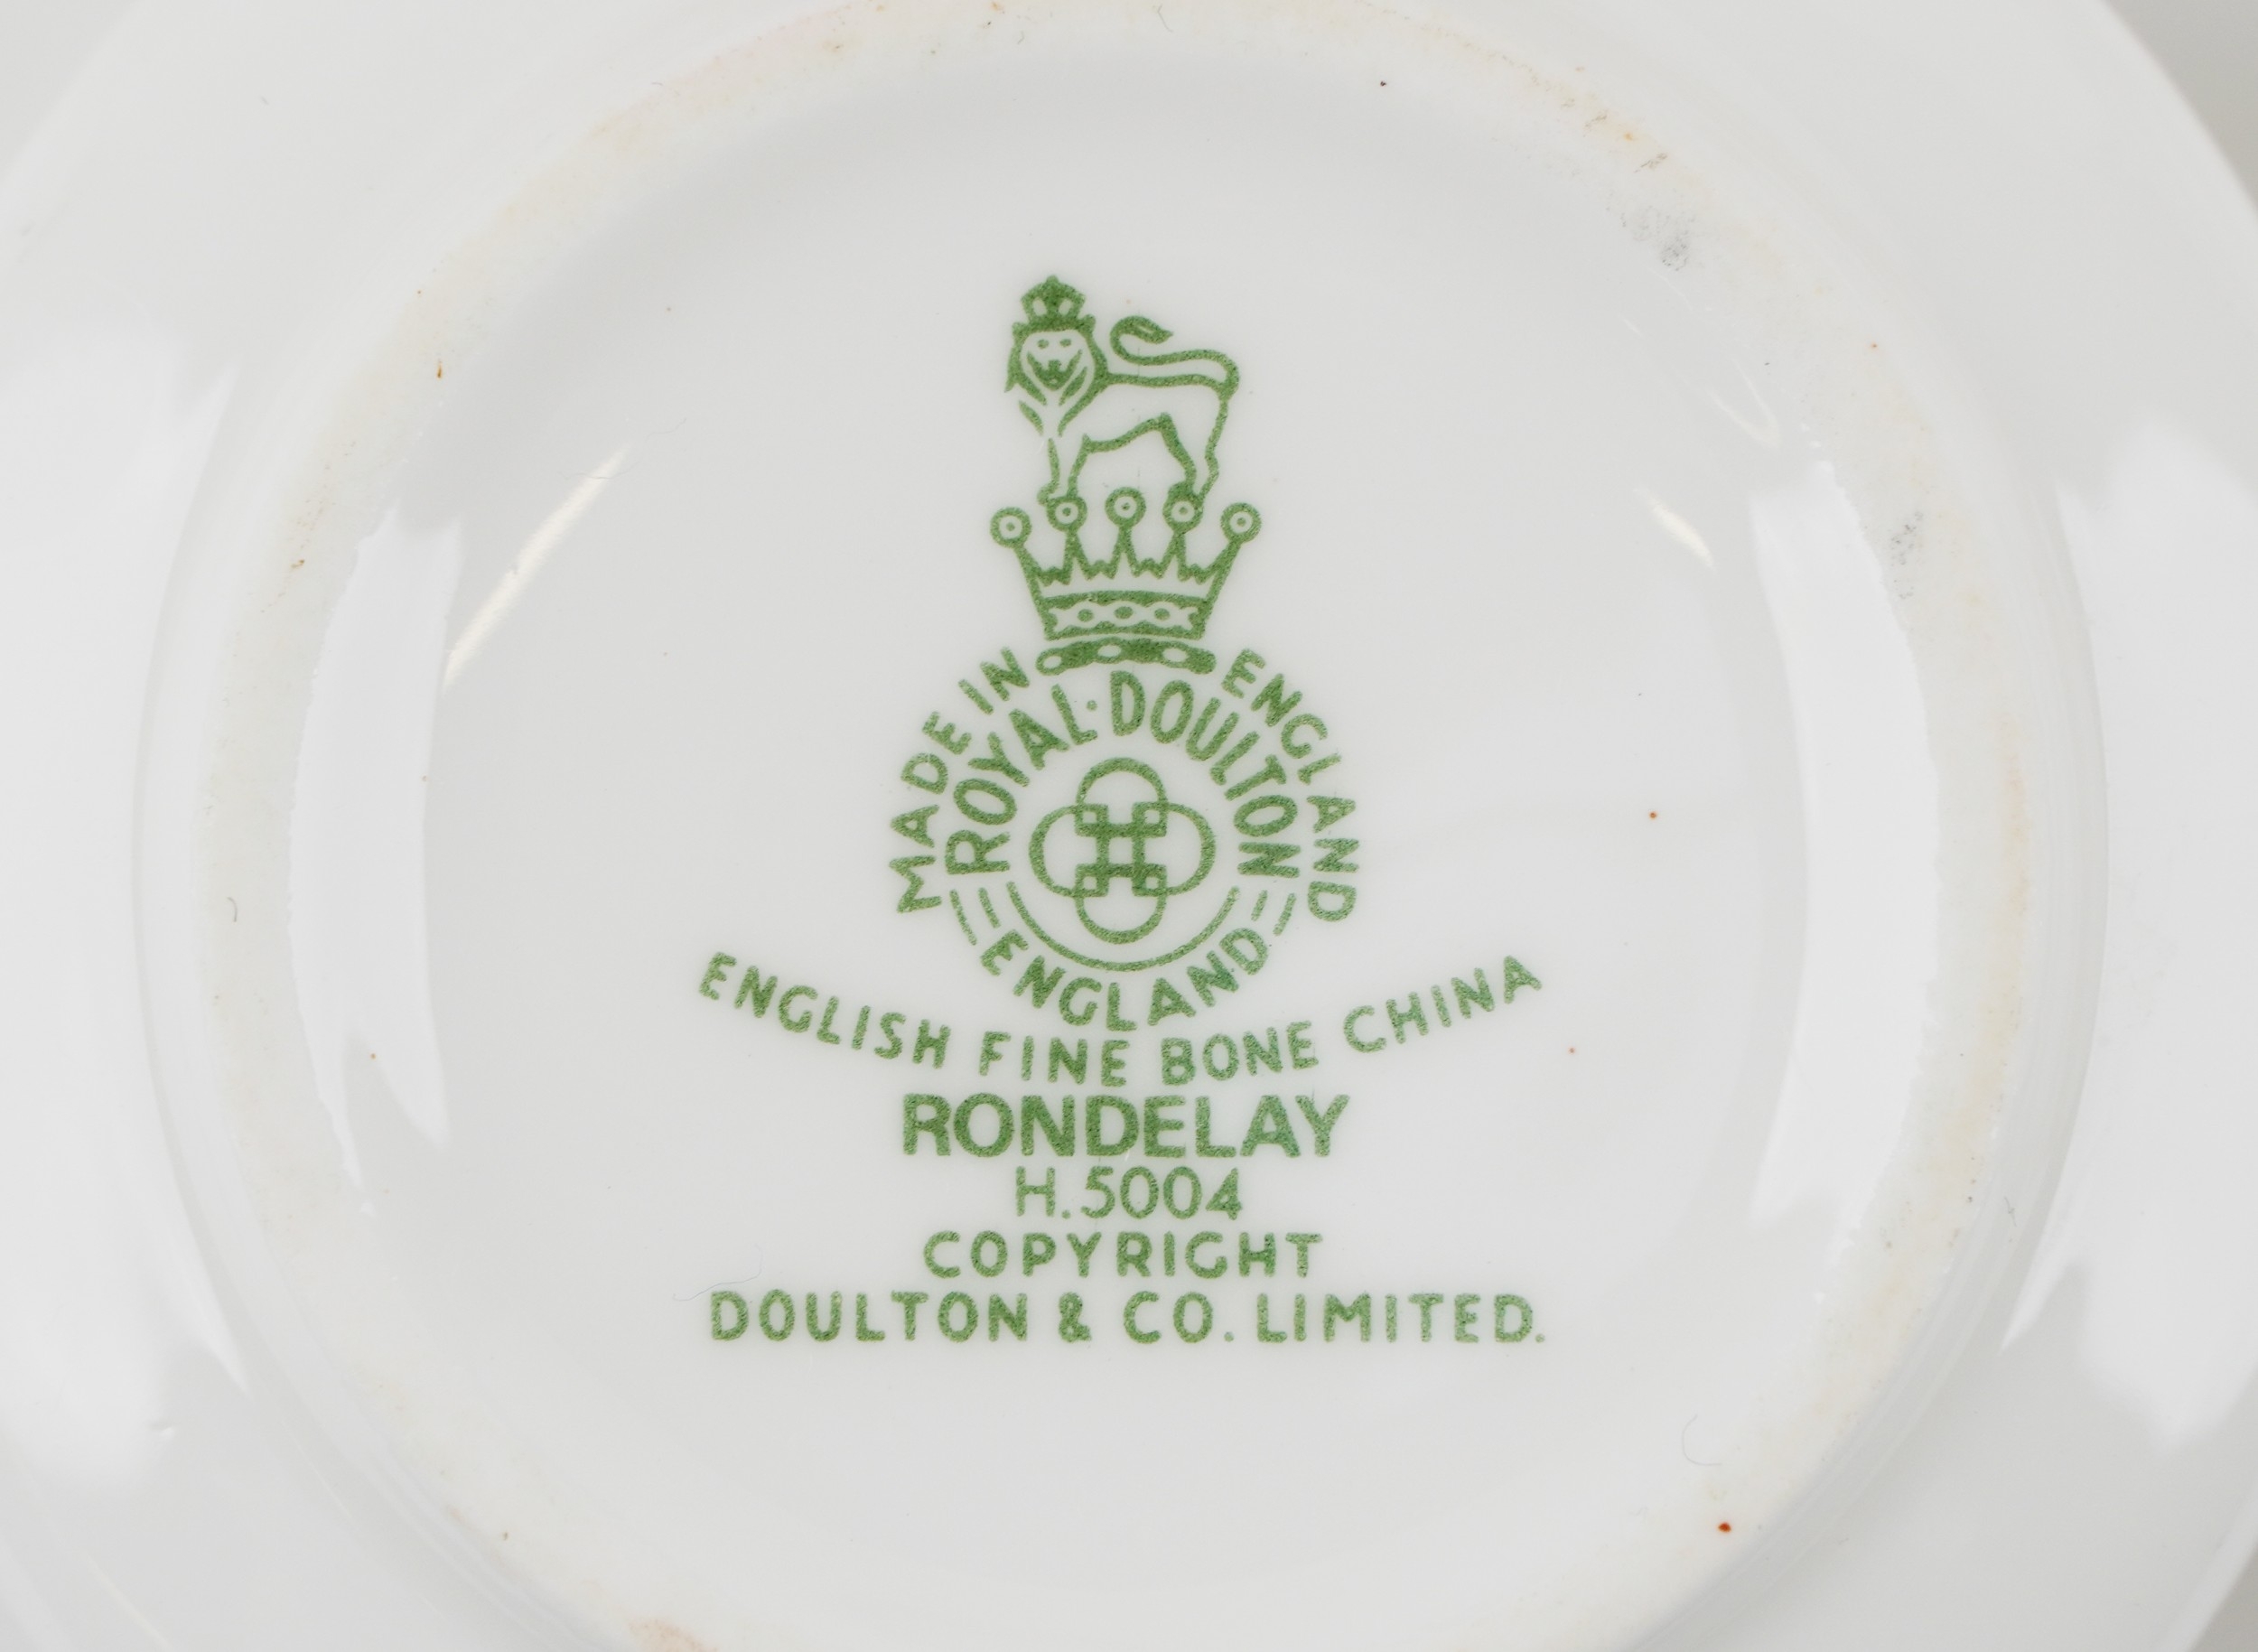 MADE IN ENGLAND
ROYAL·DOULTON
ENGLAND
ENGLISH FINE BONE CHINA
RONDELAY
H.5004
COPYRIGHT
DOULTON & CO. LIMITED.